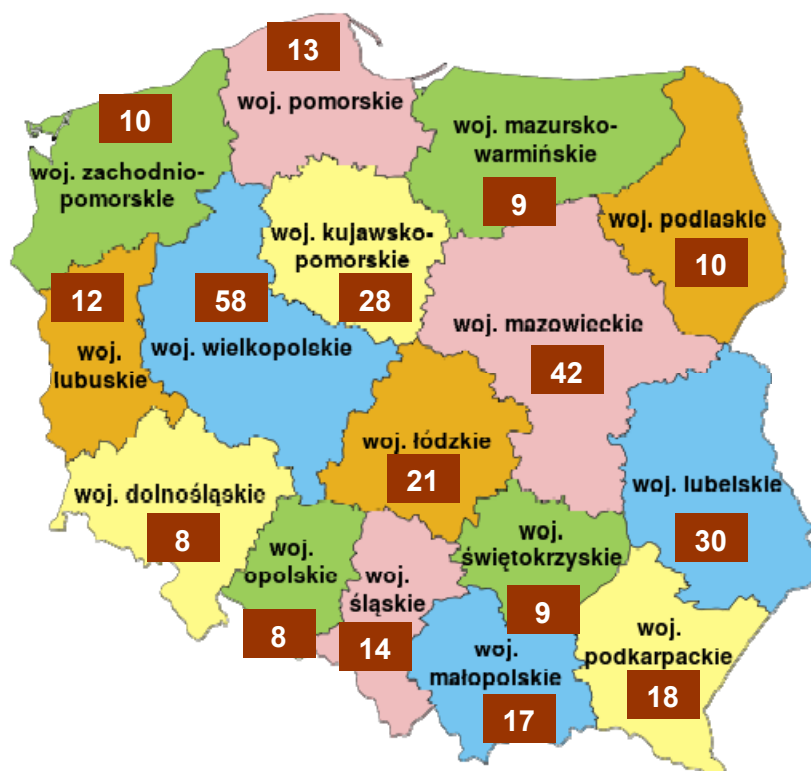 13
woj. pomorskie
10
woj. zachodnio-
pomorskie
woj. mazursko-
warmińskie
9
woj. podlaskie
10
woj. kujawsko-
pomorskie
28
12
woj.
lubuskie
58
woj. wielkopolskie
woj. mazowieckie
42
woj. łódzkie
21
woj. dolnośląskie
8
woj. lubelskie
30
woj.
opolskie
8
woj.
śląskie
14
woj.
świętokrzyskie
9
woj.
małopolskie
17
woj.
podkarpackie
18